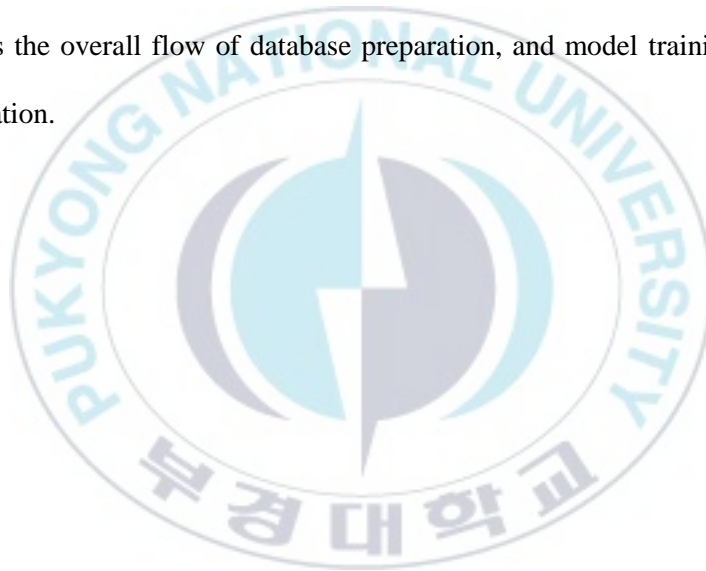 s the overall flow of database preparation, and model traini
ation.
PUKYONG NATIONAL UNIVERSITY
부경대학교